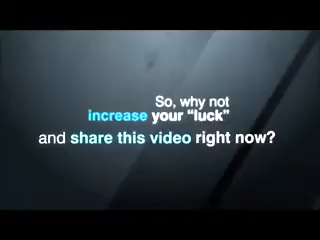 So, why not
increase your “luck”
and share this video right now?